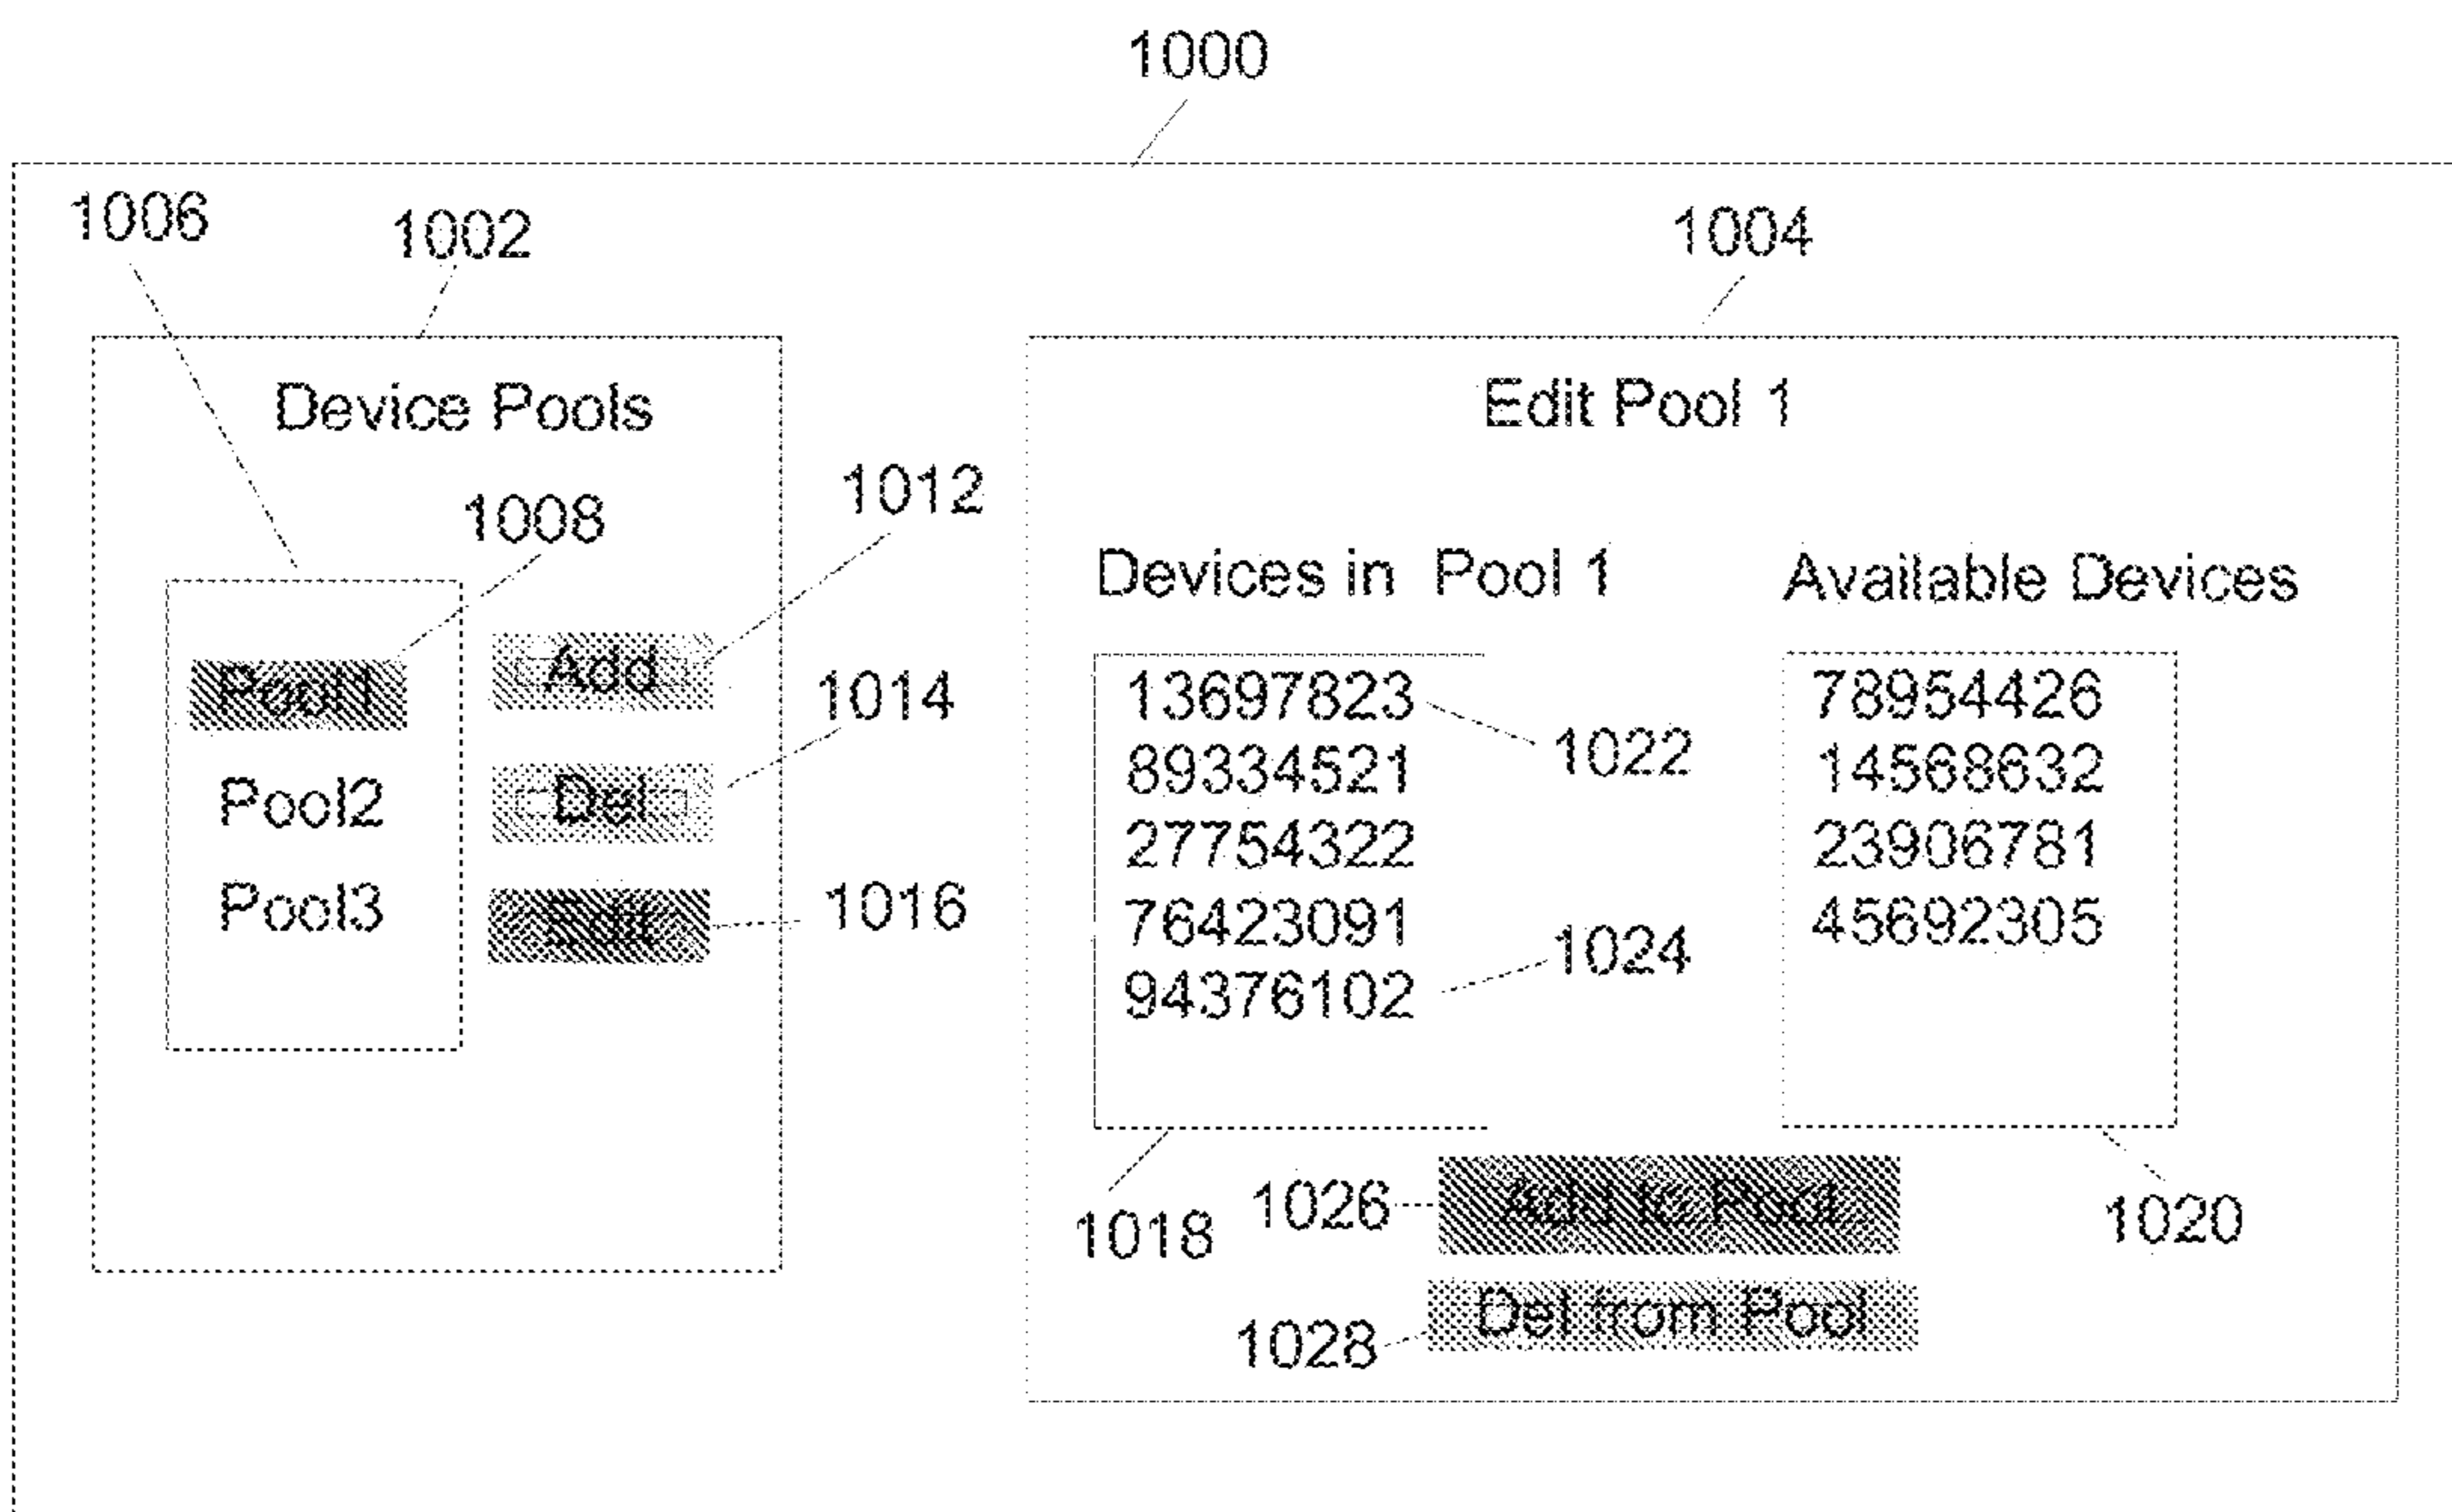 1000
1006
1002
1004
Device Pools
1008
1012
Pool1
Pool2
Pool3
Add
1014
Del
Edit
1016
Edit Pool 1
Devices in Pool 1
13697823
89334521
27754322
76423091
94376102
1022
1024
Available Devices
78954426
14568632
23906781
45692305
1018
1026
Add to Pool
1020
1028
Del from Pool